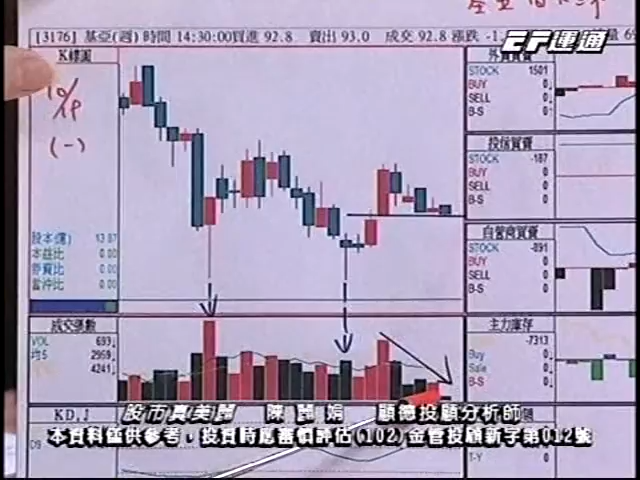 [3176] 基亞(週) 時間 14:30:00 買進 92.8 賣出 93.0 成交 92.8 漲跌 -1.
EF運通
K線圖
10/19
(-)
外資買賣
STOCK 1501
BUY 0
SELL 0
B-S 0
投信買賣
STOCK -187
BUY 0
SELL 0
B-S 0
自營商買賣
STOCK -891
BUY 0
SELL 0
B-S 0
股本(億) 13.87
本益比 0.00
券資比 0.00
當沖比 0.00
成交張數
VOL 693↓
均5 2959↓
4241↓
主力庫存
-7313
Buy 0
Sale 0
B-S 0
KD,J
D9
T-Y 0
股市真美麗 陳麗娟 顧德投顧分析師
本資料僅供參考，投資時應審慎評估(102)金管投顧新字第012號